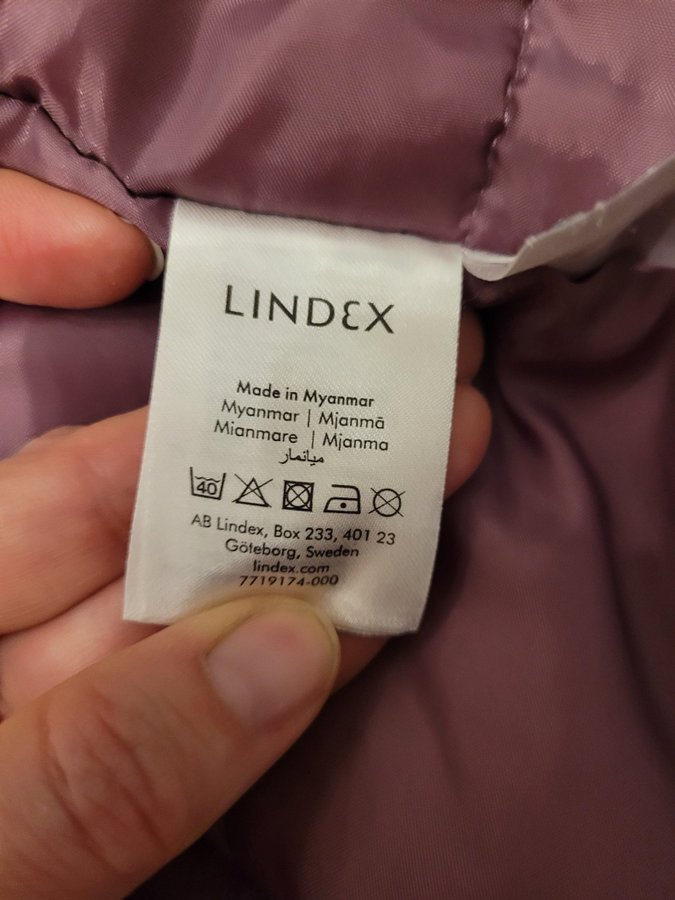 LINDEX
Made in Myanmar
Myanmar | Mjanmā
Mianmare | Mjanma
ميانمار
40
AB Lindex, Box 233, 401 23
Göteborg, Sweden
lindex.com
7719174-000